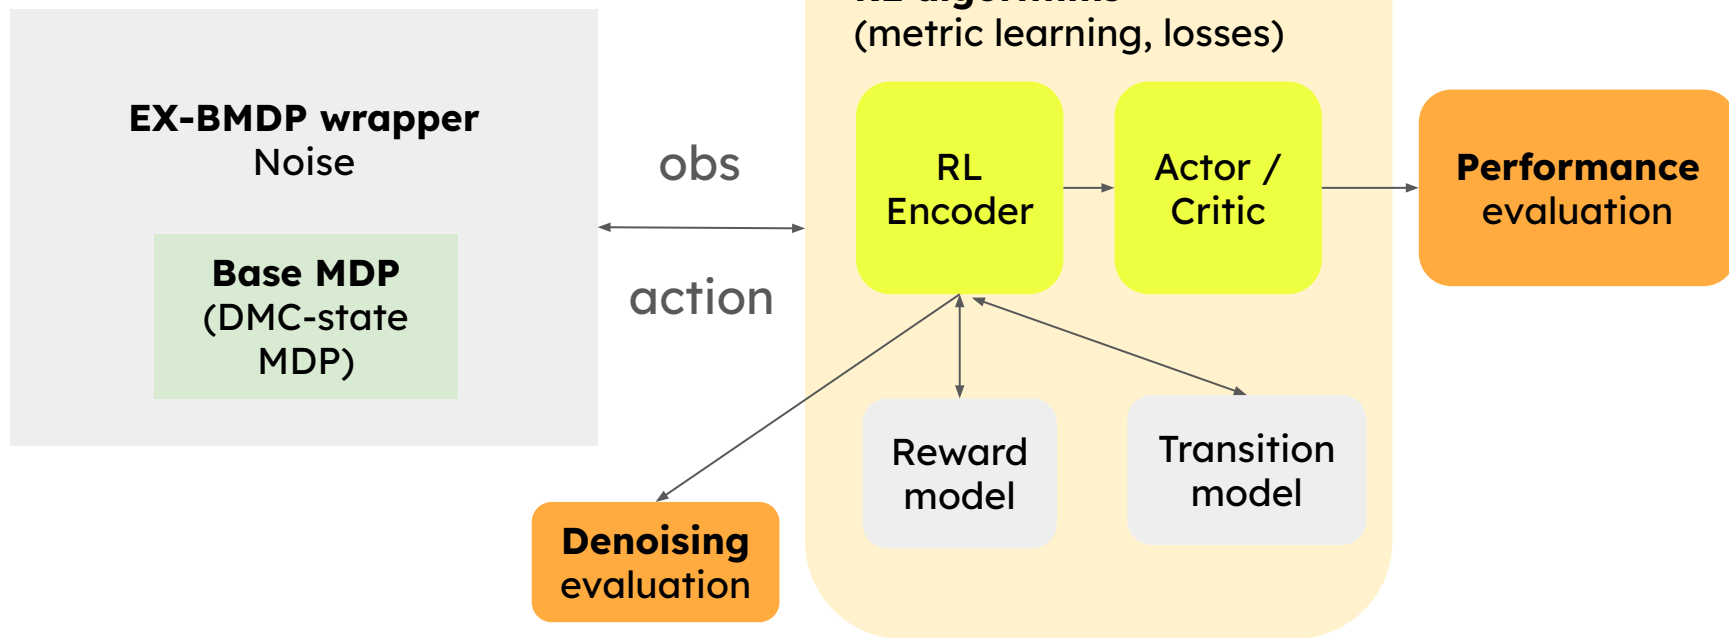 (metric learning, losses)
EX-BMDP wrapper
Noise
Base MDP
(DMC-state
MDP)
obs
action
RL
Encoder
Actor /
Critic
Performance
evaluation
Reward
model
Transition
model
Denoising
evaluation